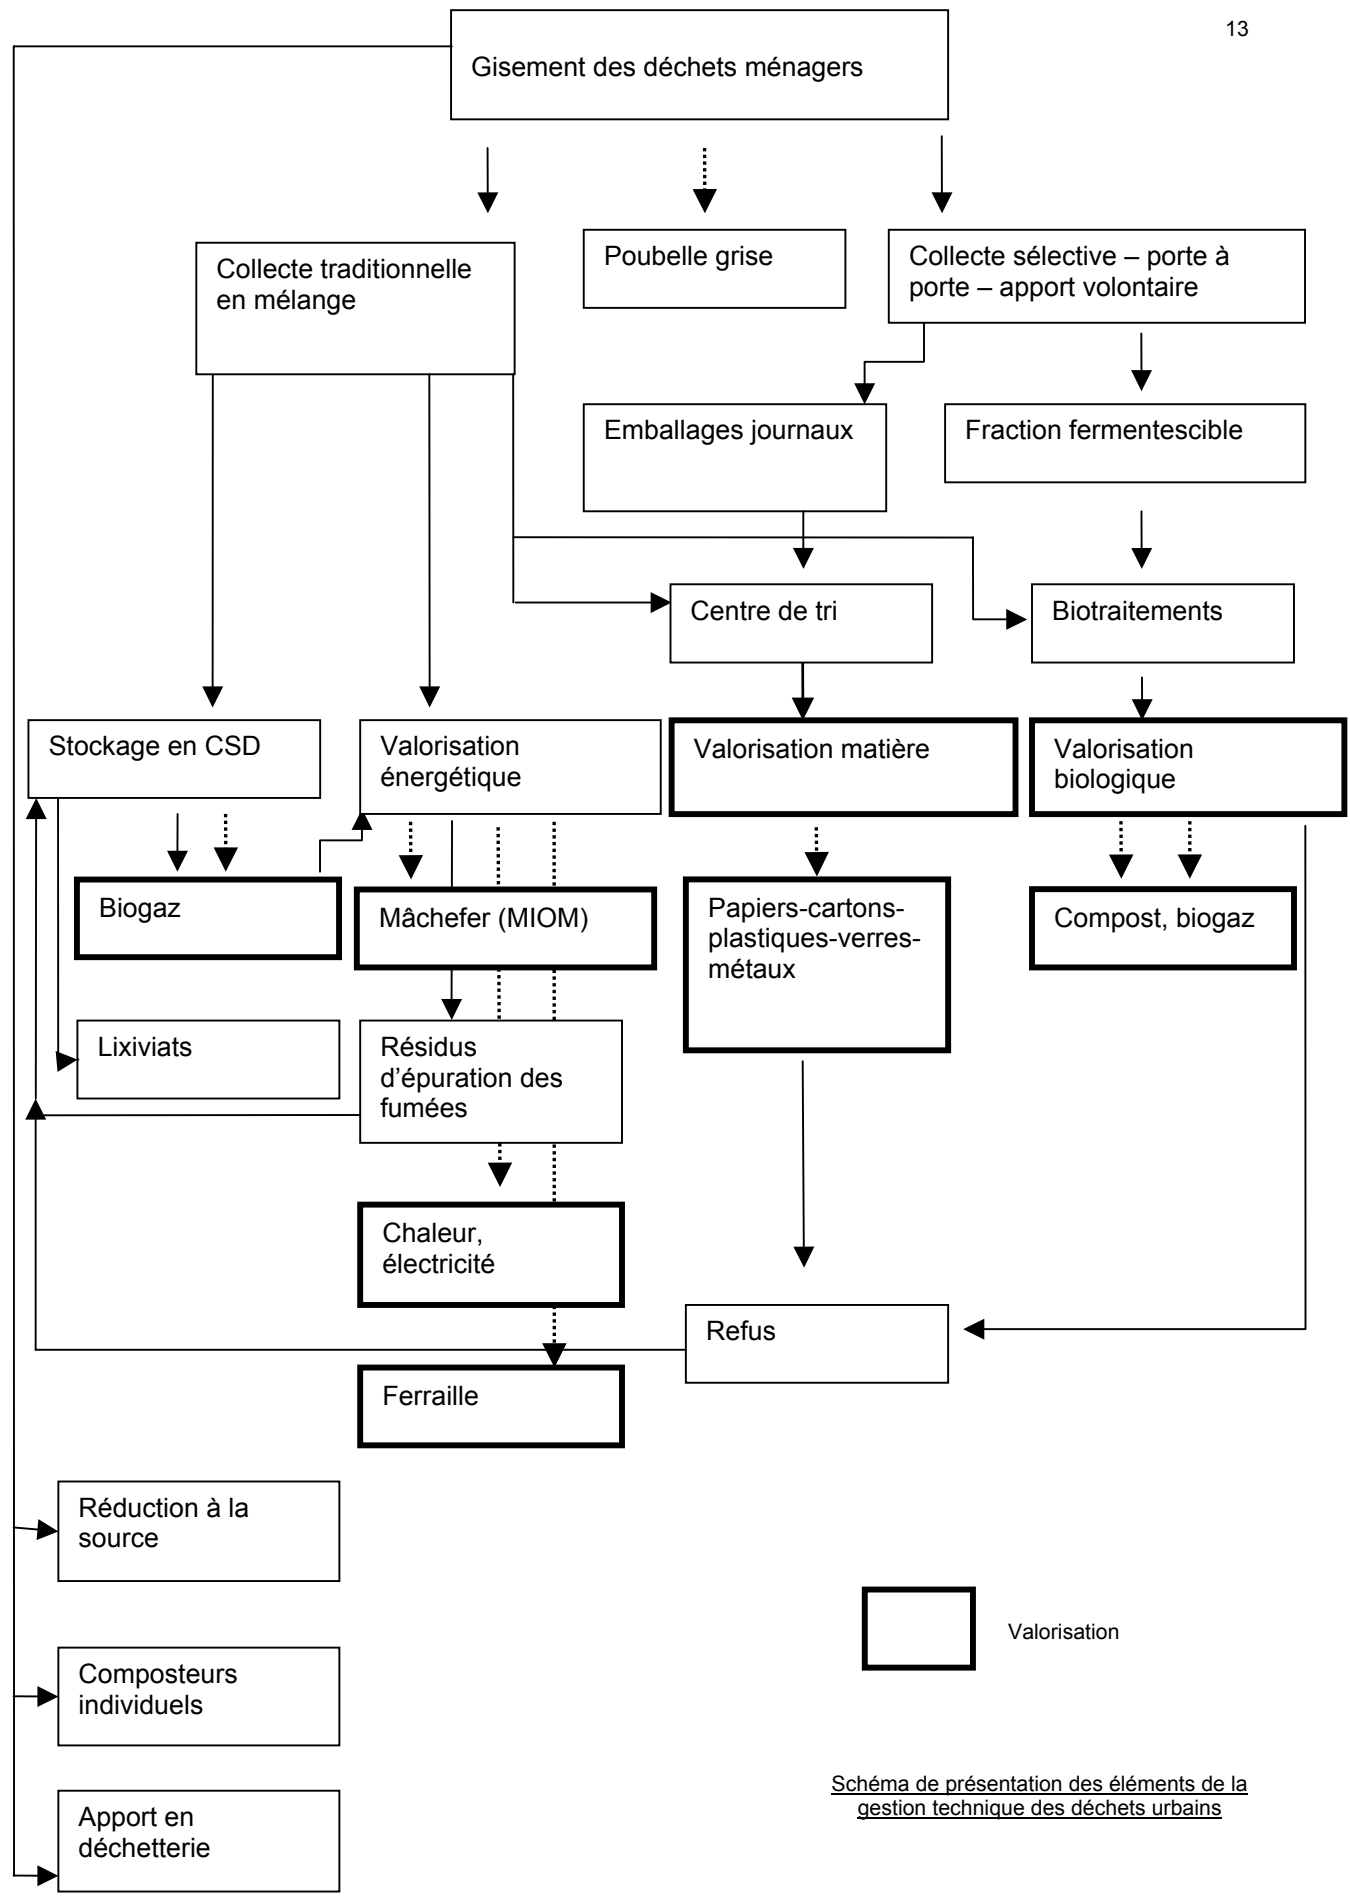 13
Gisement des déchets ménagers
Collecte traditionnelle
en mélange
Poubelle grise
Collecte sélective – porte à
porte – apport volontaire
Emballages journaux
Fraction fermentescible
Centre de tri
Biotraitements
Stockage en CSD
Valorisation
énergétique
Valorisation matière
Valorisation
biologique
Biogaz
Mâchefer (MIOM)
Papiers-cartons-
plastiques-verres-
métaux
Compost, biogaz
Lixiviats
Résidus
d'épuration des
fumées
Chaleur,
électricité
Refus
Ferraille
Réduction à la
source
Composteurs
individuels
Apport en
déchetterie
Valorisation
Schéma de présentation des éléments de la
gestion technique des déchets urbains